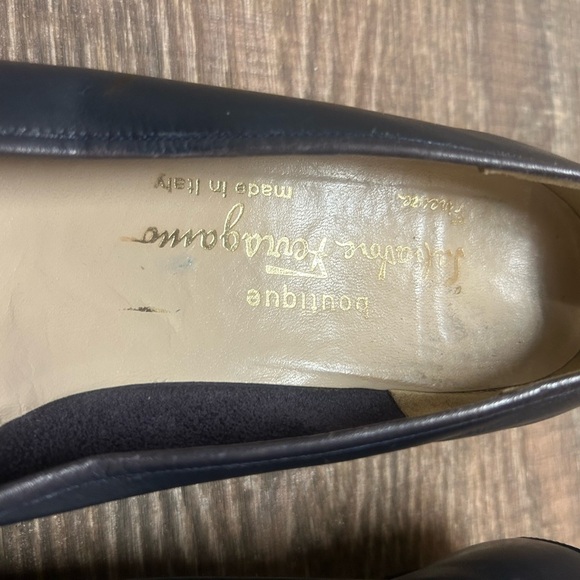 boutique
Salvatore Ferragamo
made in Italy
Firenze